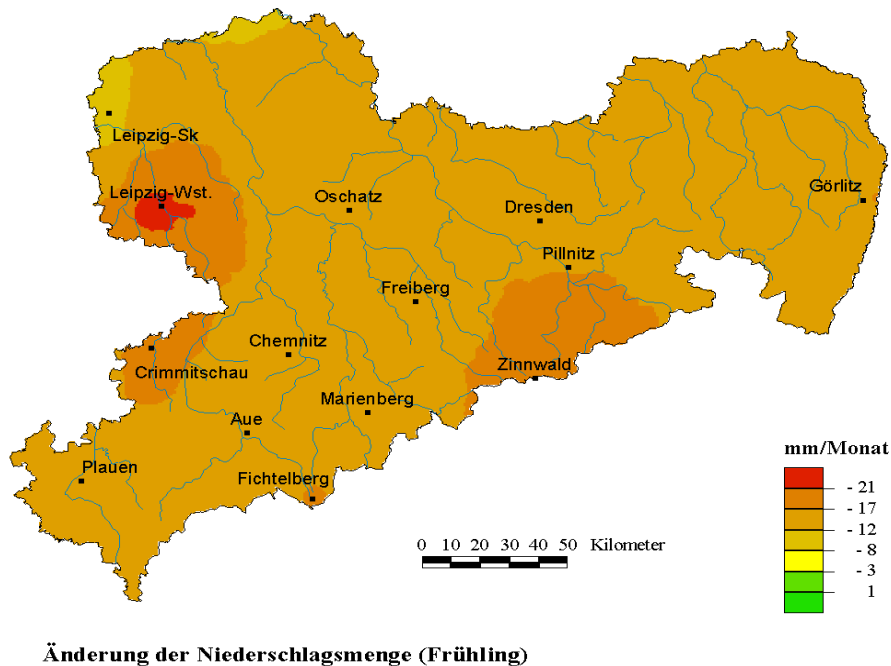 Leipzig-Sk
Leipzig-Wst.
Oschatz
Görlitz
Dresden
Pillnitz
Freiberg
Chemnitz
Crimmitschau
Zinnwald
Marienberg
Aue
Plauen
Fichtelberg
mm/Monat
- 21
- 17
- 12
- 8
- 3
1
0 10 20 30 40 50 Kilometer
Änderung der Niederschlagsmenge (Frühling)